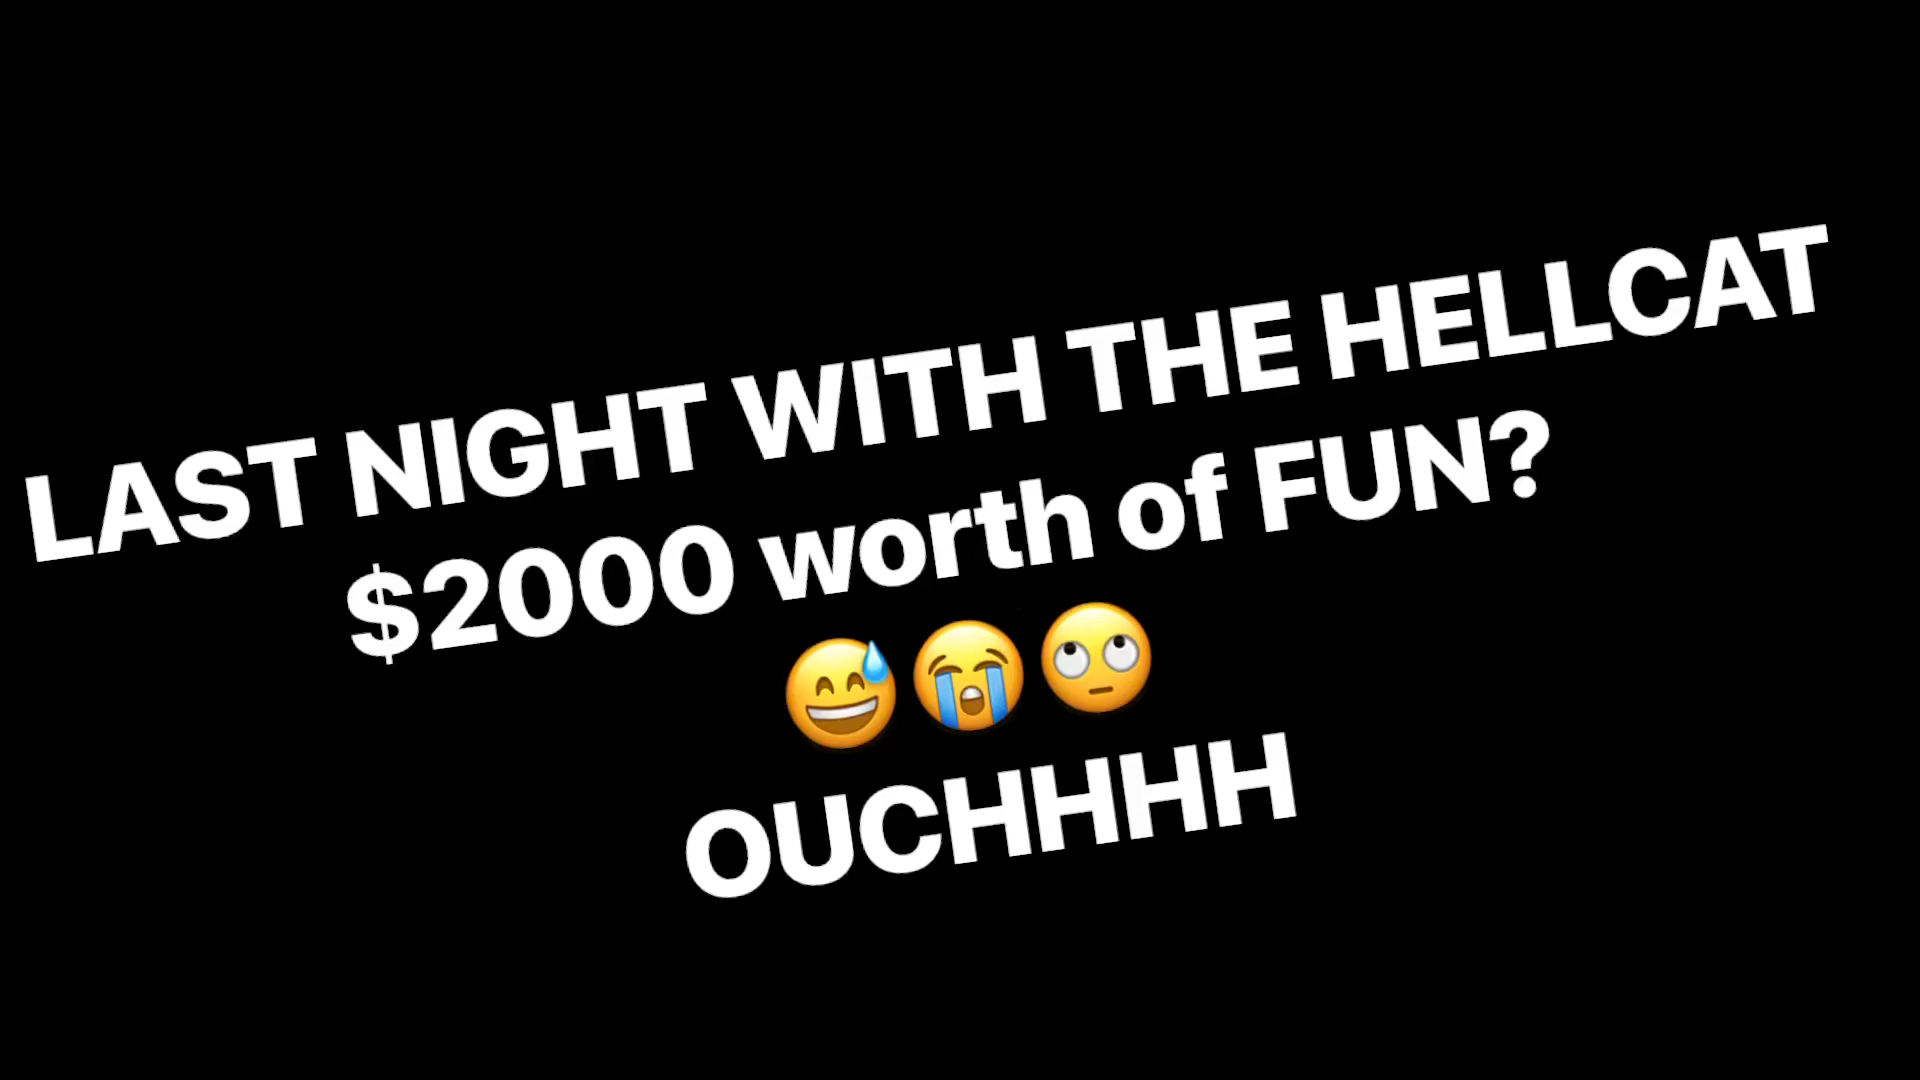 LAST NIGHT WITH THE HELLCAT
$2000 worth of FUN?
😅😭🙄
OUCHHHH